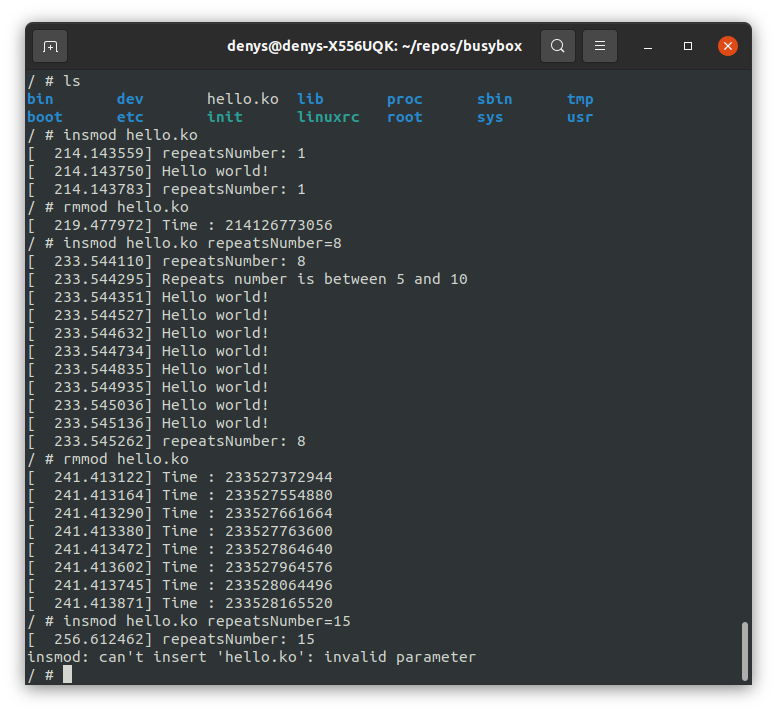 denys@denys-X556UQK: ~/repos/busybox
/ # ls
bin dev hello.ko lib proc sbin tmp
boot etc init linuxrc root sys usr
/ # insmod hello.ko
[  214.143559] repeatsNumber: 1
[  214.143750] Hello world!
[  214.143783] repeatsNumber: 1
/ # rmmod hello.ko
[  219.477972] Time : 214126773056
/ # insmod hello.ko repeatsNumber=8
[  233.544110] repeatsNumber: 8
[  233.544295] Repeats number is between 5 and 10
[  233.544351] Hello world!
[  233.544527] Hello world!
[  233.544632] Hello world!
[  233.544734] Hello world!
[  233.544835] Hello world!
[  233.544935] Hello world!
[  233.545036] Hello world!
[  233.545136] Hello world!
[  233.545262] repeatsNumber: 8
/ # rmmod hello.ko
[  241.413122] Time : 233527372944
[  241.413164] Time : 233527554880
[  241.413290] Time : 233527661664
[  241.413380] Time : 233527763600
[  241.413472] Time : 233527864640
[  241.413602] Time : 233527964576
[  241.413745] Time : 233528064496
[  241.413871] Time : 233528165520
/ # insmod hello.ko repeatsNumber=15
[  256.612462] repeatsNumber: 15
insmod: can't insert 'hello.ko': invalid parameter
/ #